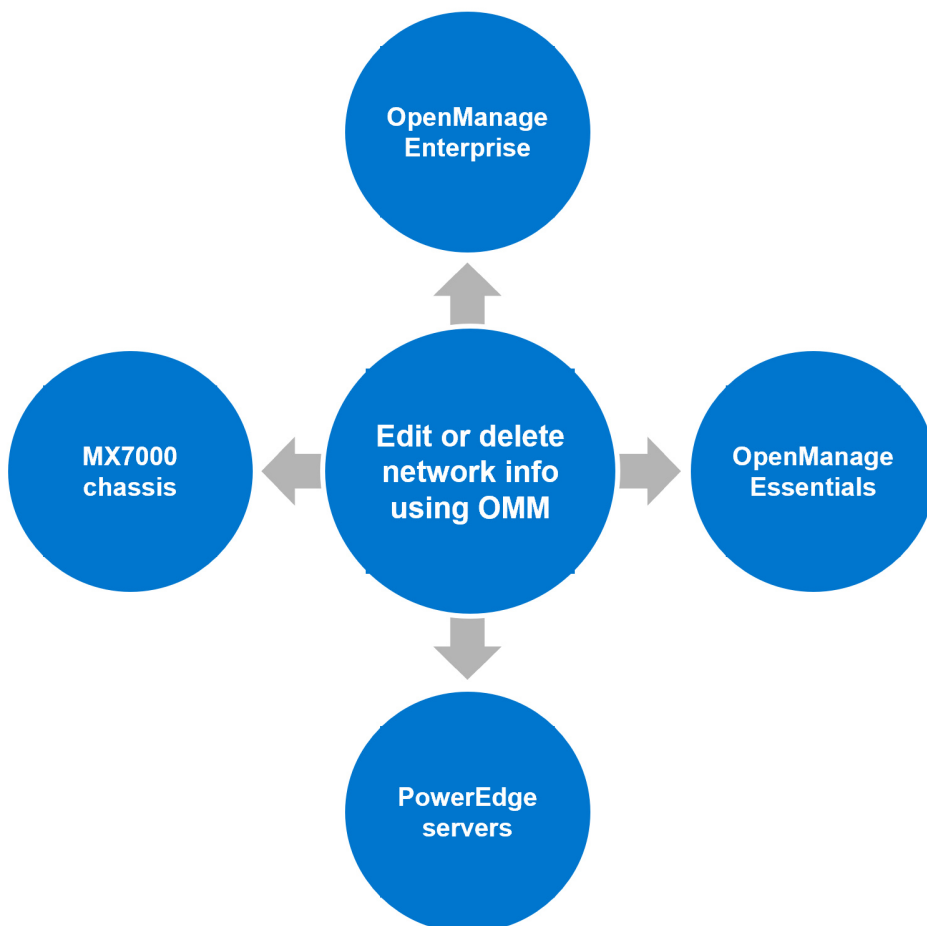 OpenManage
Enterprise
MX7000
chassis
Edit or delete
network info
using OMM
OpenManage
Essentials
PowerEdge
servers